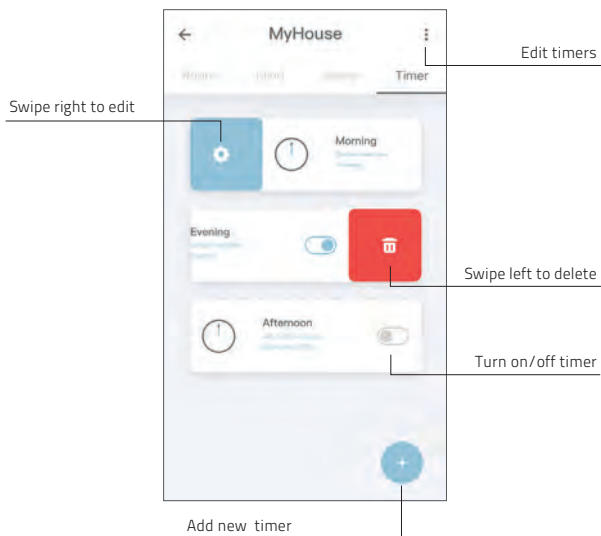 MyHouse
Edit timers
Timer
Swipe right to edit
Morning
Evening
Swipe left to delete
Afternoon
Turn on/off timer
Add new timer